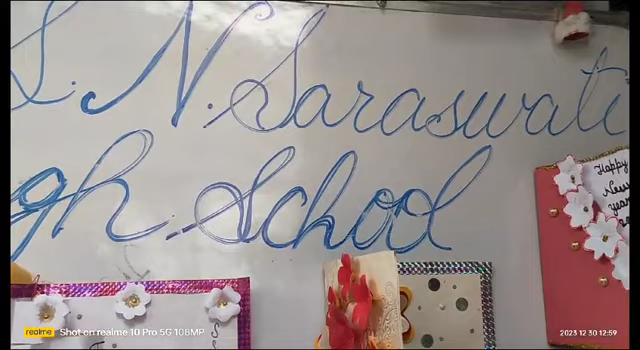 S. N. Saraswati
gh School
Happy
New
year
realme Shot on realme 10 Pro 5G 108MP
2023 12 30 12:59